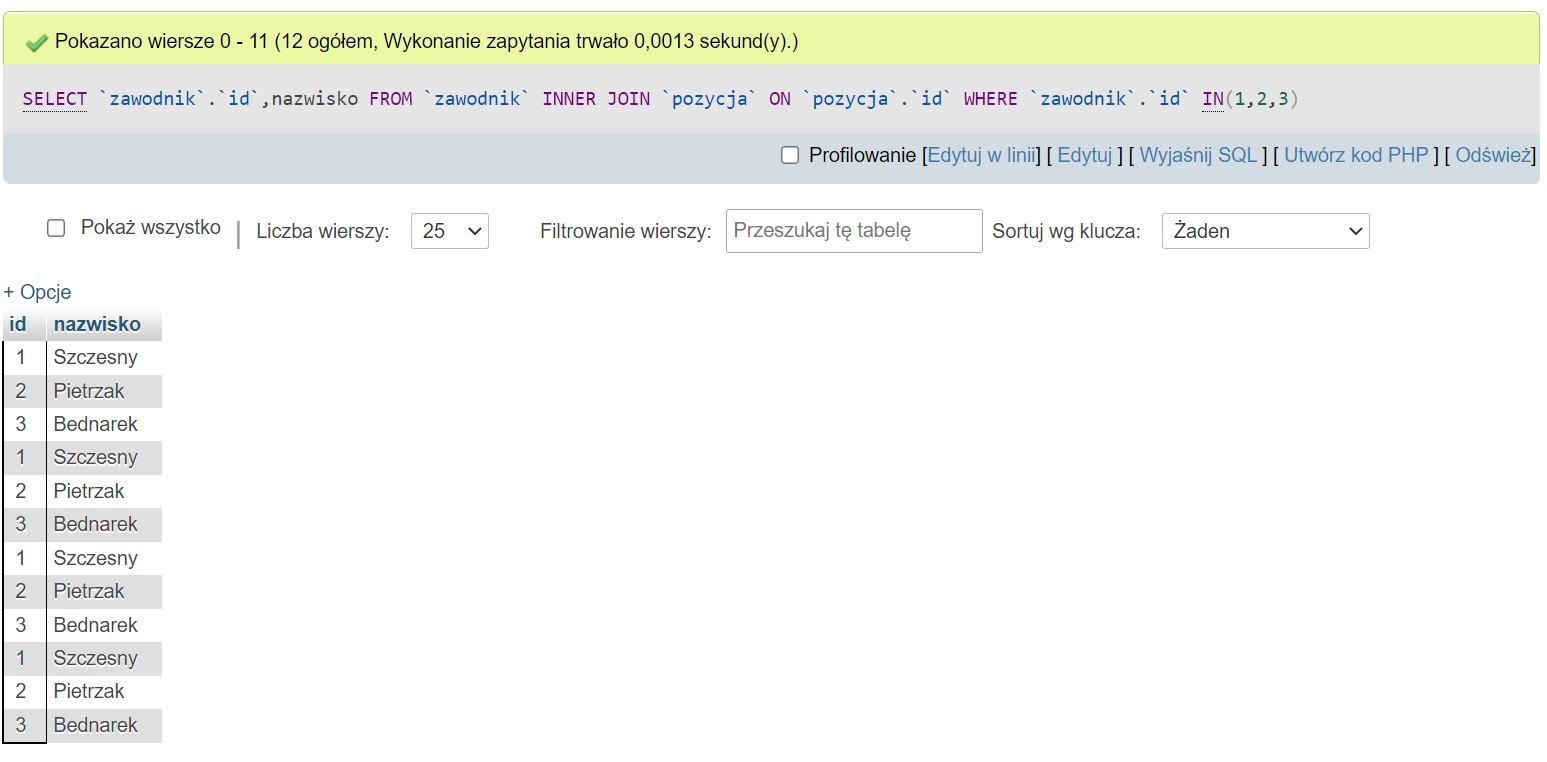 Pokazano wiersze 0 - 11 (12 ogółem, Wykonanie zapytania trwało 0,0013 sekund(y).)
SELECT `zawodnik`.`id`,nazwisko FROM `zawodnik` INNER JOIN `pozycja` ON `pozycja`.`id` WHERE `zawodnik`.`id` IN(1,2,3)
Profilowanie [Edytuj w linii] [ Edytuj ] [ Wyjaśnij SQL ] [ Utwórz kod PHP ] [ Odśwież]
Pokaż wszystko | Liczba wierszy: 25 Filtrowanie wierszy: Przeszukaj tę tabelę Sortuj wg klucza: Żaden
+ Opcje
id nazwisko
1 Szczesny
2 Pietrzak
3 Bednarek
1 Szczesny
2 Pietrzak
3 Bednarek
1 Szczesny
2 Pietrzak
3 Bednarek
1 Szczesny
2 Pietrzak
3 Bednarek